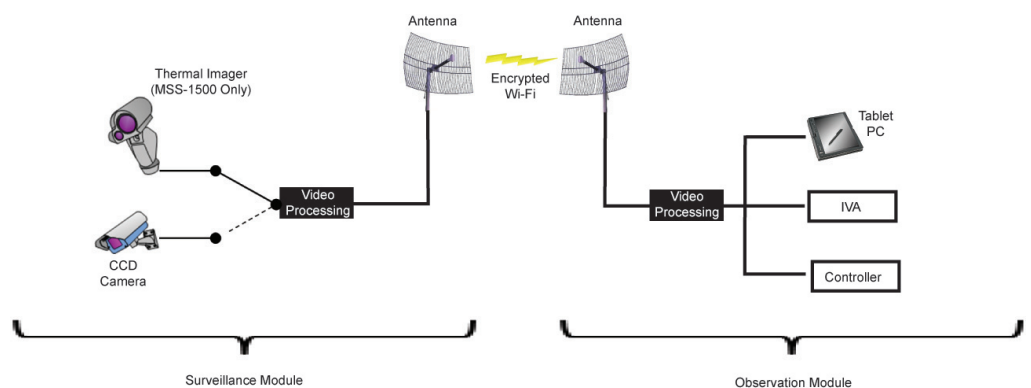 Antenna
Antenna
Thermal Imager
(MSS-1500 Only)
Encrypted
Wi-Fi
Tablet
PC
Video
Processing
Video
Processing
IVA
CCD
Camera
Controller
Surveillance Module
Observation Module